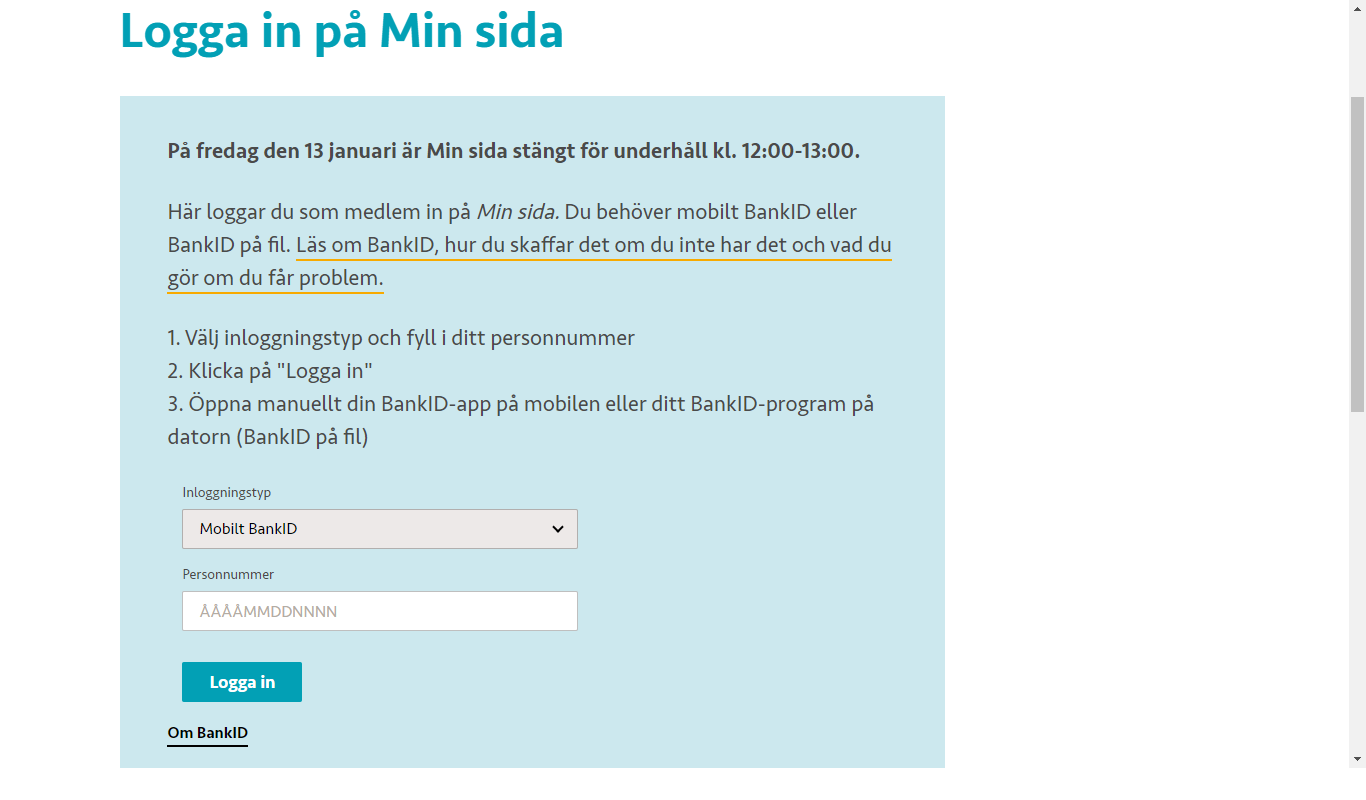 Logga in på Min sida
På fredag den 13 januari är Min sida stängt för underhåll kl. 12:00-13:00.
Här loggar du som medlem in på Min sida. Du behöver mobilt BankID eller
BankID på fil. Läs om BankID, hur du skaffar det om du inte har det och vad du
gör om du får problem.
1. Välj inloggningstyp och fyll i ditt personnummer
2. Klicka på "Logga in"
3. Öppna manuellt din BankID-app på mobilen eller ditt BankID-program på
datorn (BankID på fil)
Inloggningstyp
Mobilt BankID
Personnummer
ÅÅÅÅMMDDNNNN
Logga in
Om BankID